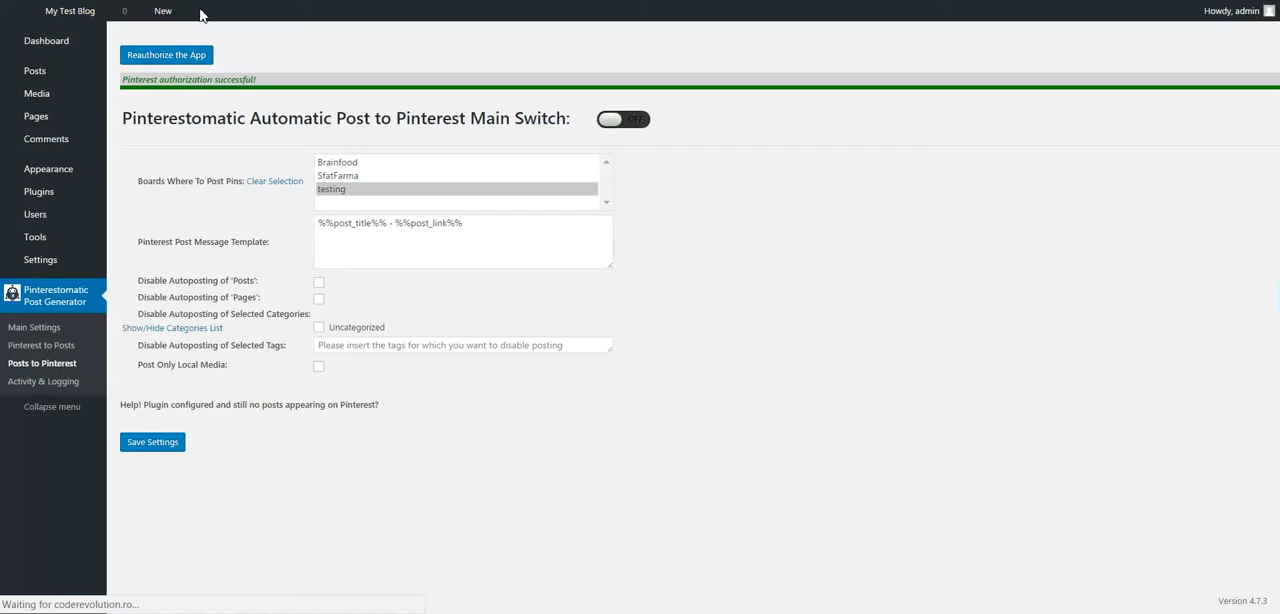 My Test Blog
0
New
Howdy, admin
Dashboard
Posts
Media
Pages
Comments
Appearance
Plugins
Users
Tools
Settings
Pinterestomatic
Post Generator
Main Settings
Pinterest to Posts
Posts to Pinterest
Activity & Logging
Collapse menu
Reauthorize the App
Pinterest authorization successful!
Pinterestomatic Automatic Post to Pinterest Main Switch:
OFF
Boards Where To Post Pins: Clear Selection
Brainfood
SfatFarma
testing
Pinterest Post Message Template:
%%post_title%% - %%post_link%%
Disable Autoposting of 'Posts':
Disable Autoposting of 'Pages':
Disable Autoposting of Selected Categories:
Show/Hide Categories List
Uncategorized
Disable Autoposting of Selected Tags:
Please insert the tags for which you want to disable posting
Post Only Local Media:
Help! Plugin configured and still no posts appearing on Pinterest?
Save Settings
Waiting for coderevolution.ro...
Version 4.7.3